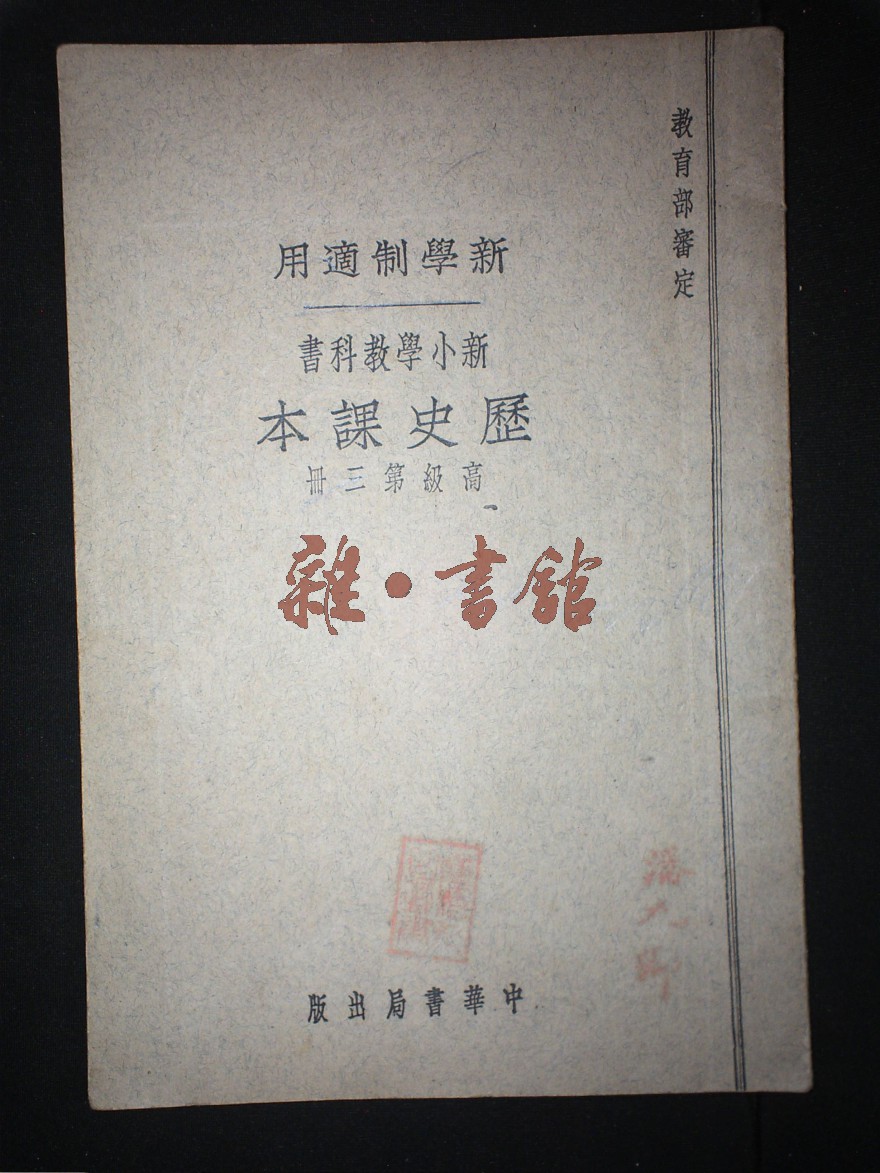 教育部審定
新學制適用
新小學教科書
歷史課本
高級第三冊
雜·書館
中華書局出版